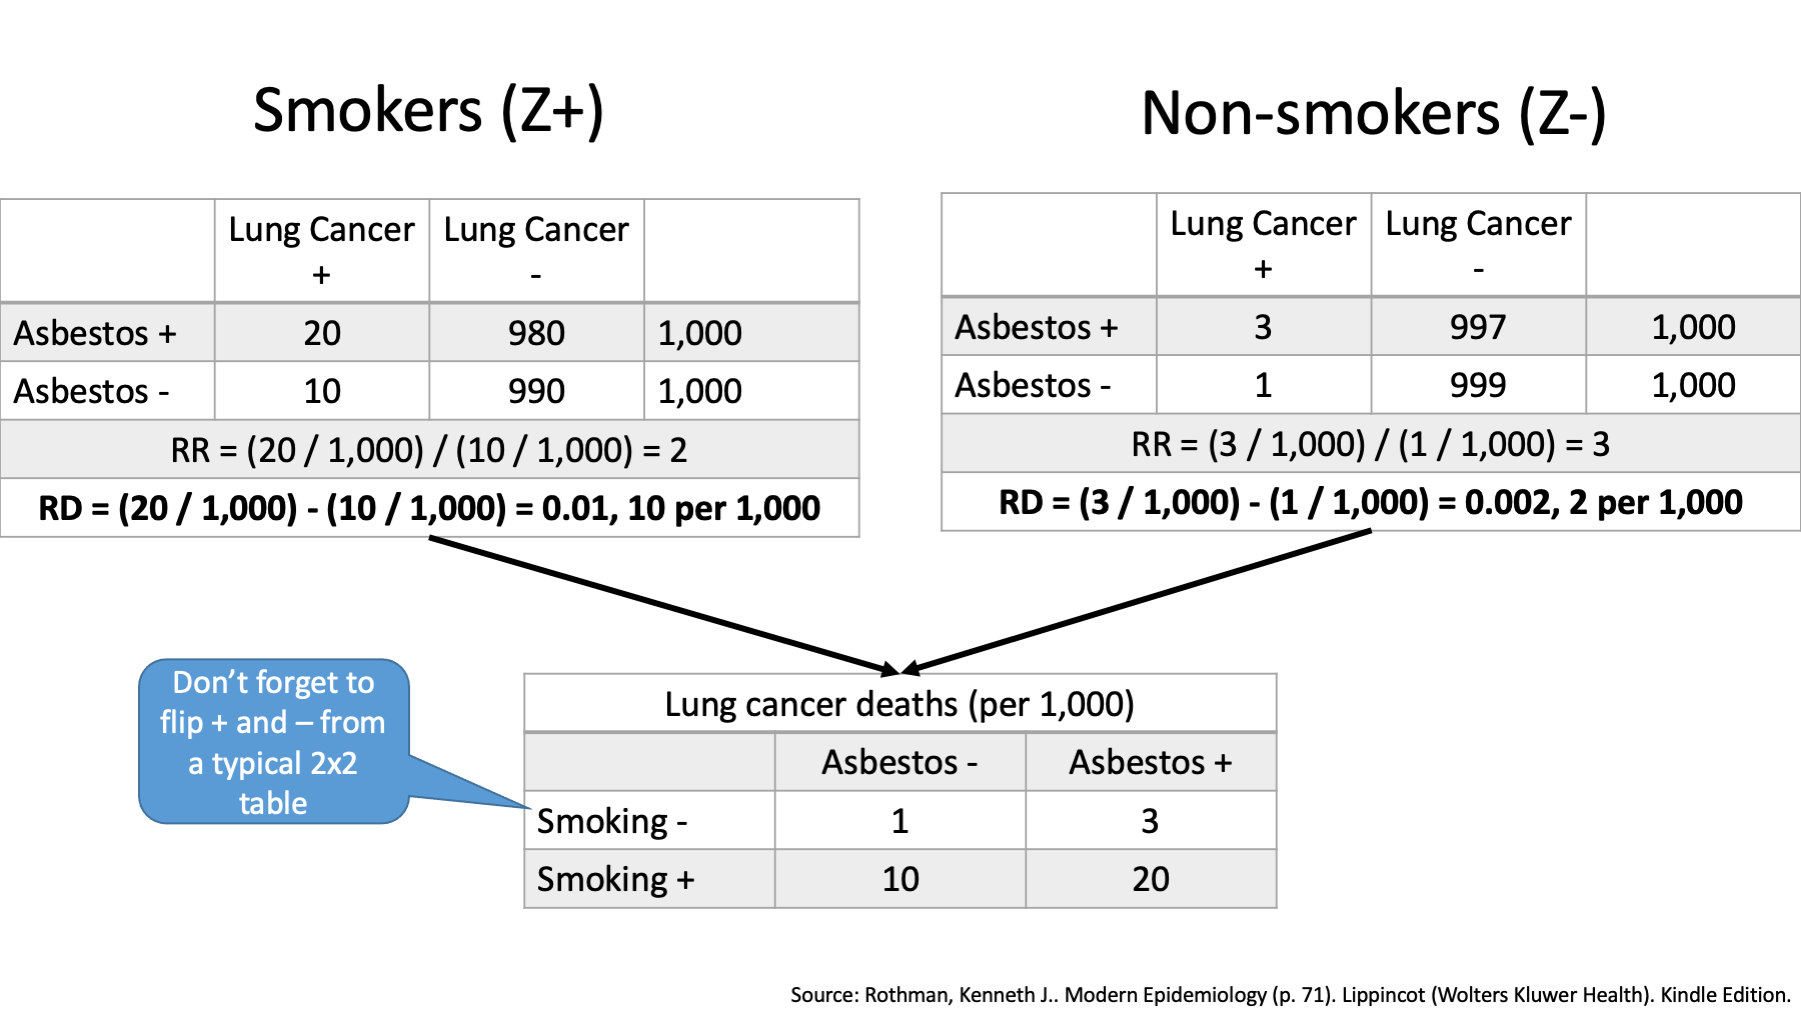 Smokers (Z+)
Non-smokers (Z-)
Lung Cancer + Lung Cancer -
Asbestos + 20 980 1,000
Asbestos - 10 990 1,000
RR = (20 / 1,000) / (10 / 1,000) = 2
RD = (20 / 1,000) - (10 / 1,000) = 0.01, 10 per 1,000
Lung Cancer + Lung Cancer -
Asbestos + 3 997 1,000
Asbestos - 1 999 1,000
RR = (3 / 1,000) / (1 / 1,000) = 3
RD = (3 / 1,000) - (1 / 1,000) = 0.002, 2 per 1,000
Don’t forget to
flip + and – from
a typical 2x2
table
Lung cancer deaths (per 1,000)
Asbestos - Asbestos +
Smoking - 1 3
Smoking + 10 20
Source: Rothman, Kenneth J.. Modern Epidemiology (p. 71). Lippincot (Wolters Kluwer Health). Kindle Edition.